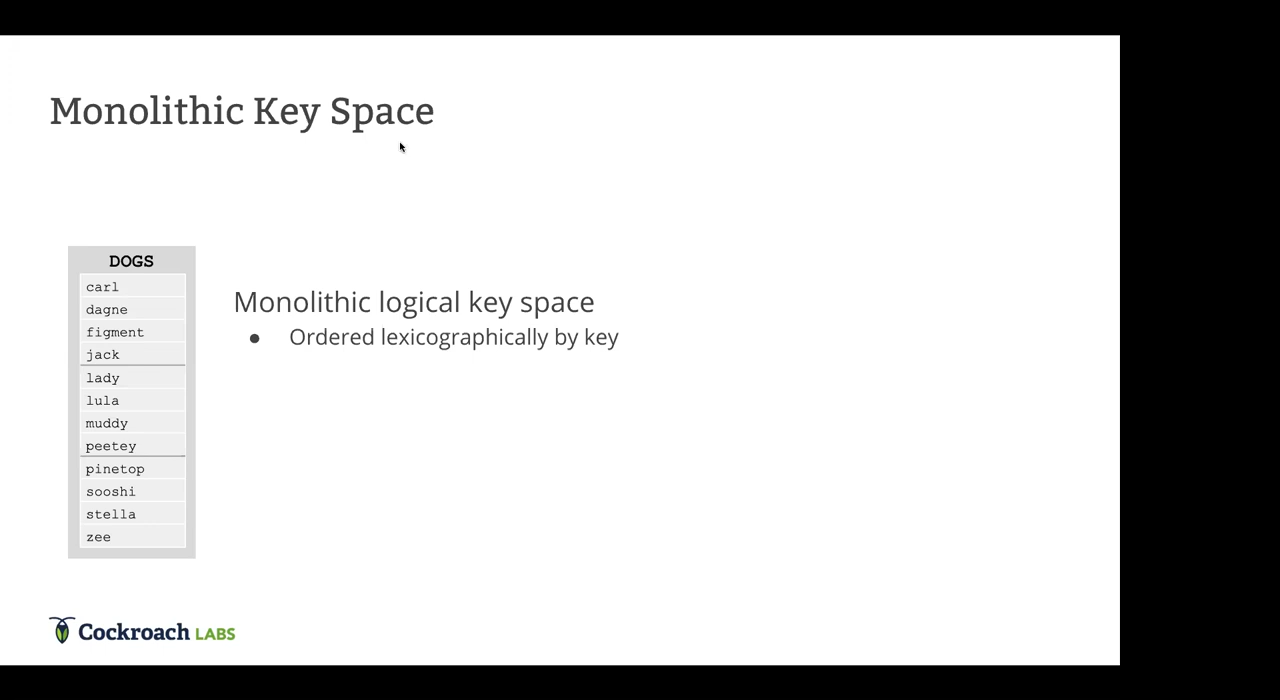 Monolithic Key Space
DOGS
carl
dagne
figment
jack
lady
lula
muddy
peetey
pinetop
sooshi
stella
zee
Monolithic logical key space
● Ordered lexicographically by key
Cockroach LABS